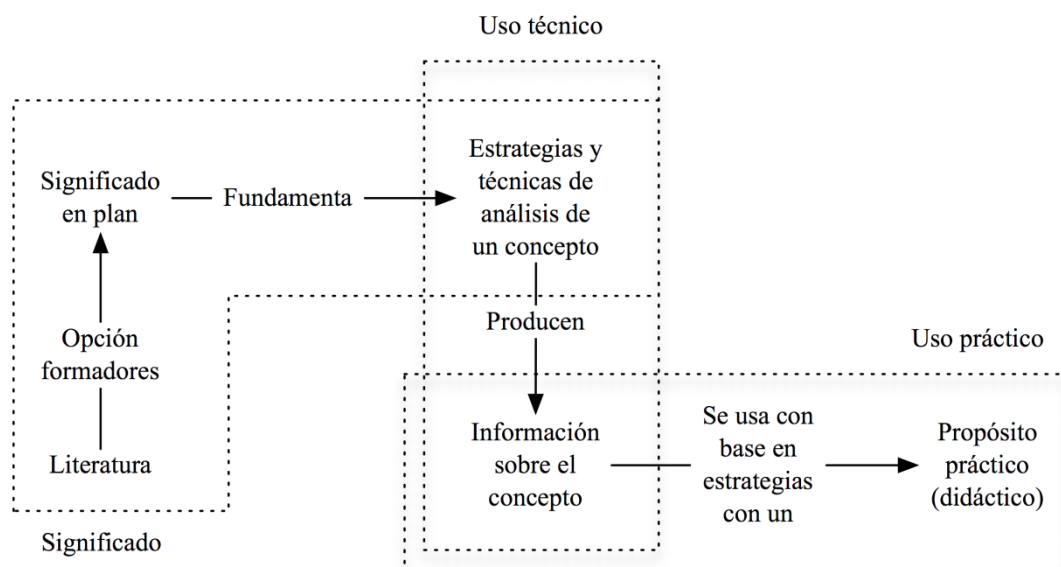 Uso técnico
Significado
en plan
Fundamenta
Estrategias y
técnicas de
análisis de
un concepto
Opción
formadores
Producen
Uso práctico
Literatura
Información
sobre el
concepto
Se usa con
base en
estrategias
con un
Propósito
práctico
(didáctico)
Significado